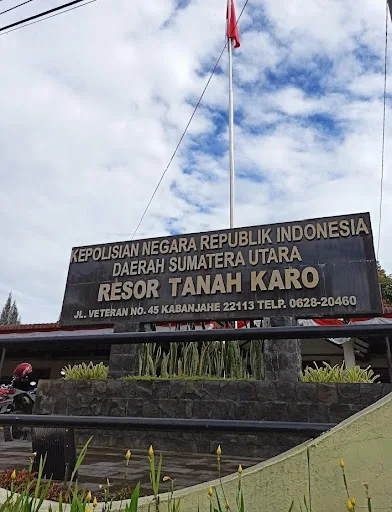 KEPOLISIAN NEGARA REPUBLIK INDONESIA
DAERAH SUMATERA UTARA
RESOR TANAH KARO
JL. VETERAN NO. 45 KABANJAHE 22113 TELP. 0628-20460